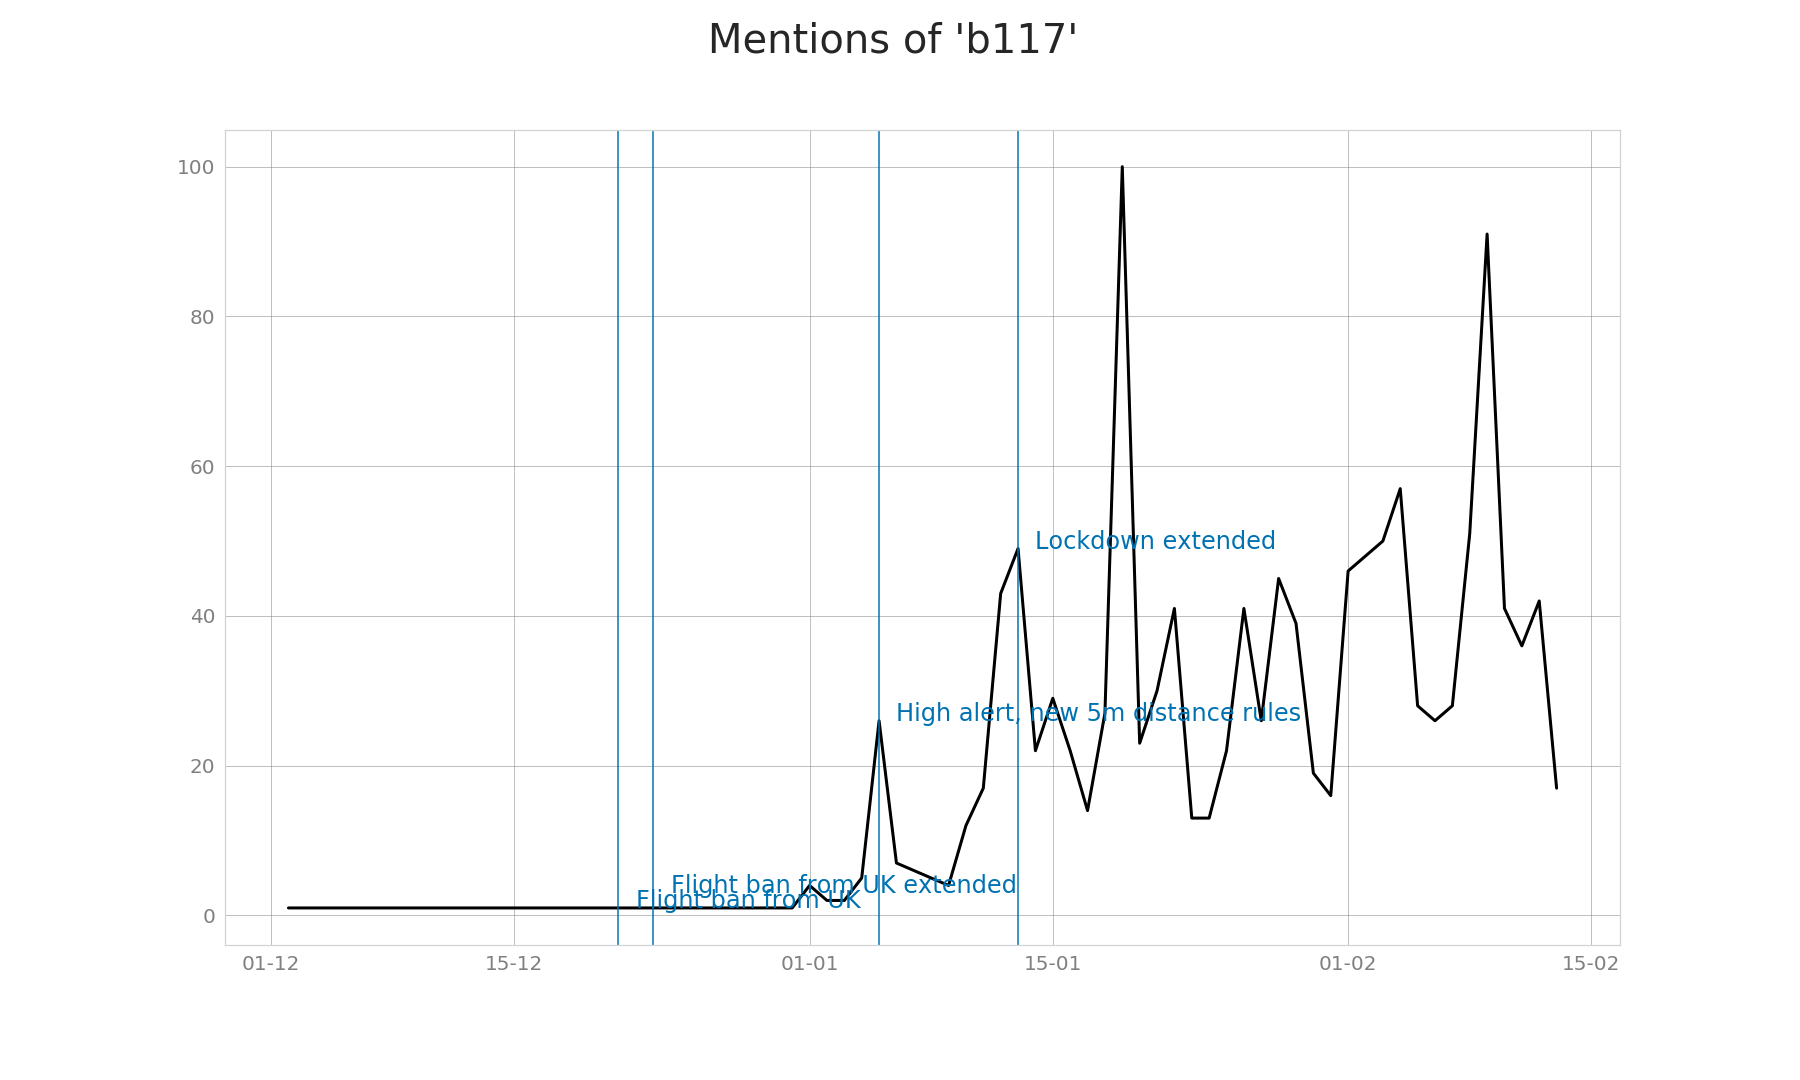 Mentions of 'b117'
100
80
60
40
20
0
Lockdown extended
High alert, new 5m distance rules
Flight ban from UK extended
Flight ban from UK
01-12
15-12
01-01
15-01
01-02
15-02